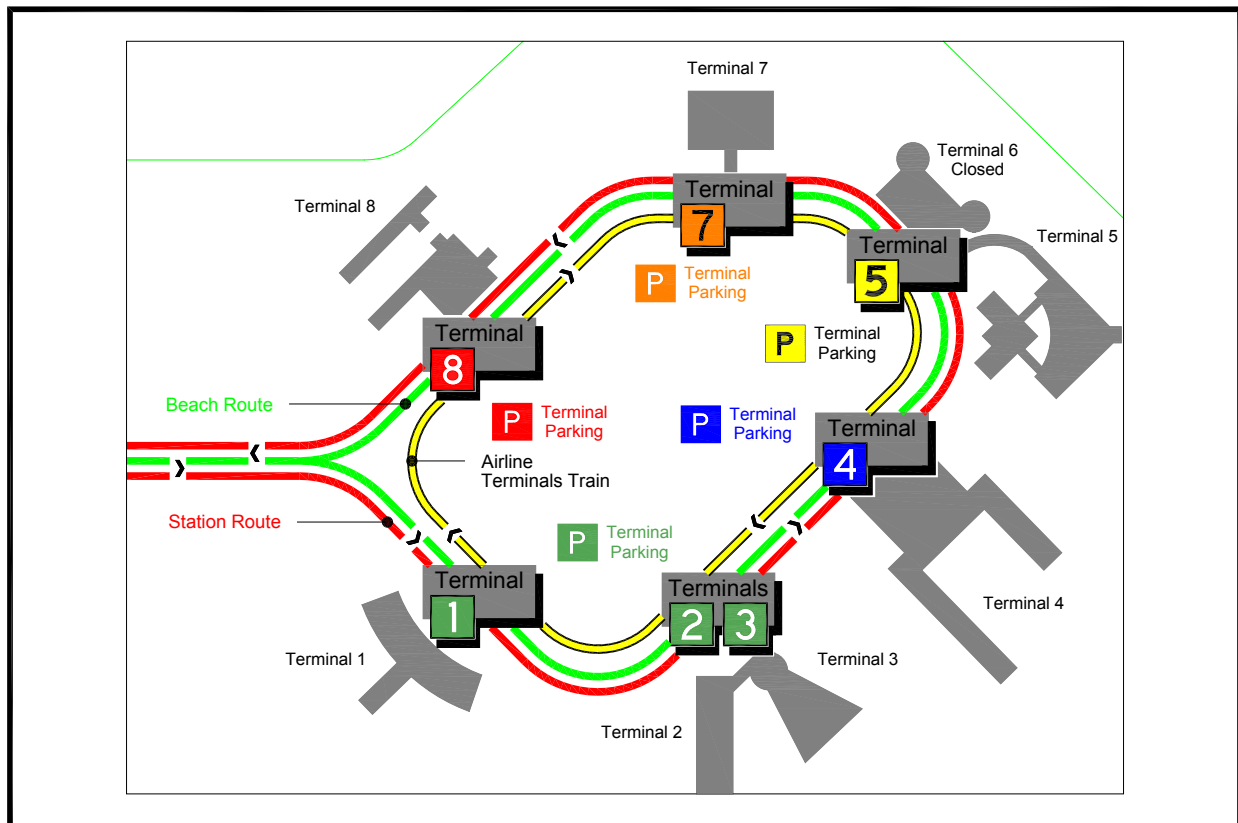 Terminal 7
Terminal 6
Closed
Terminal 8
Terminal
7
Terminal 5
Terminal
5
P Terminal
Parking
Terminal
8
P Terminal
Parking
Beach Route
P Terminal
Parking
P Terminal
Parking
Terminal
4
Airline
Terminals Train
Station Route
P Terminal
Parking
Terminal
1
Terminals
2 3
Terminal 4
Terminal 1
Terminal 3
Terminal 2